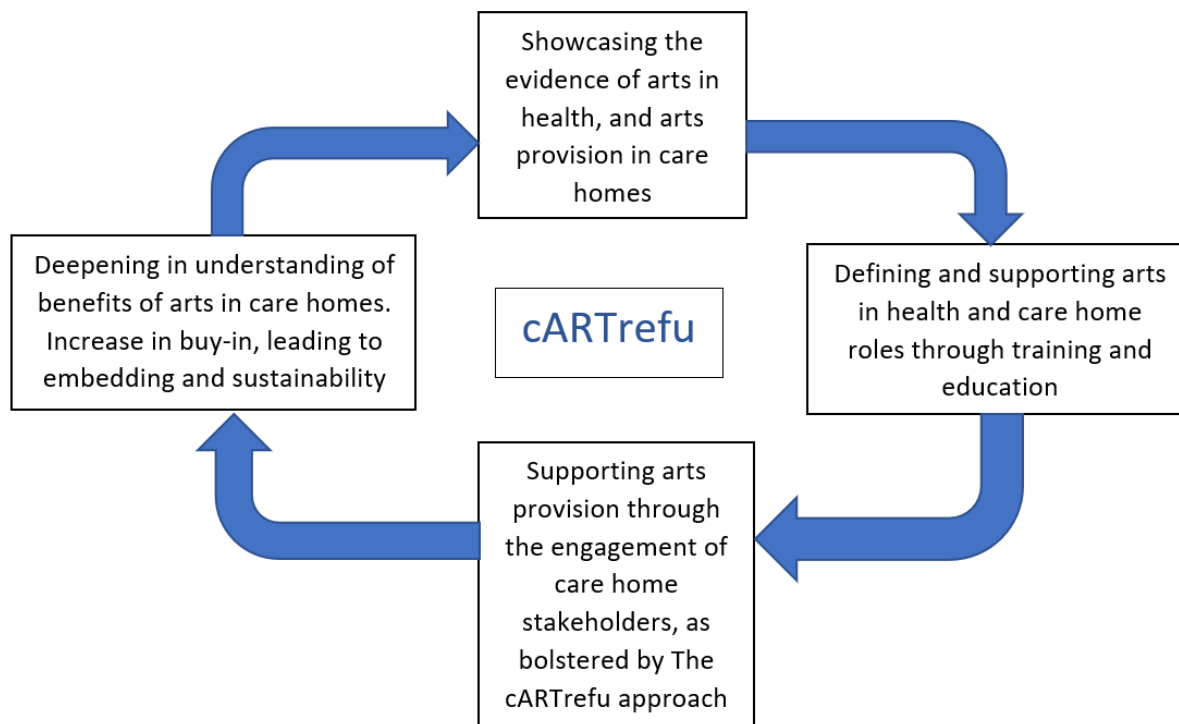 Showcasing the
evidence of arts in
health, and arts
provision in care
homes
Defining and supporting arts
in health and care home
roles through training and
education
Supporting arts
provision through
the engagement of
care home
stakeholders, as
bolstered by The
cARTrefu approach
Deepening in understanding of
benefits of arts in care homes.
Increase in buy-in, leading to
embedding and sustainability
cARTrefu